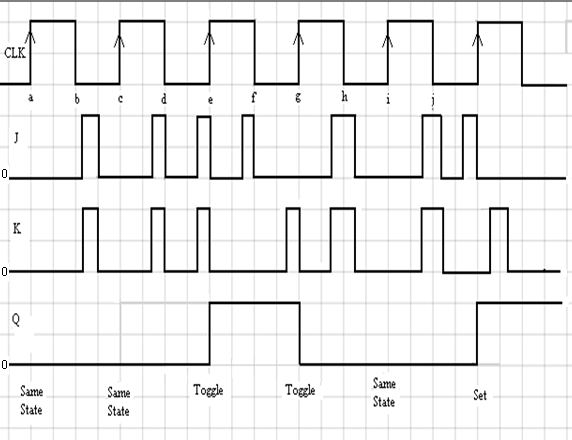 CLK
a b c d e f g h i j
J
0
K
0
Q
0
Same
State
Same
State
Toggle
Toggle
Same
State
Set